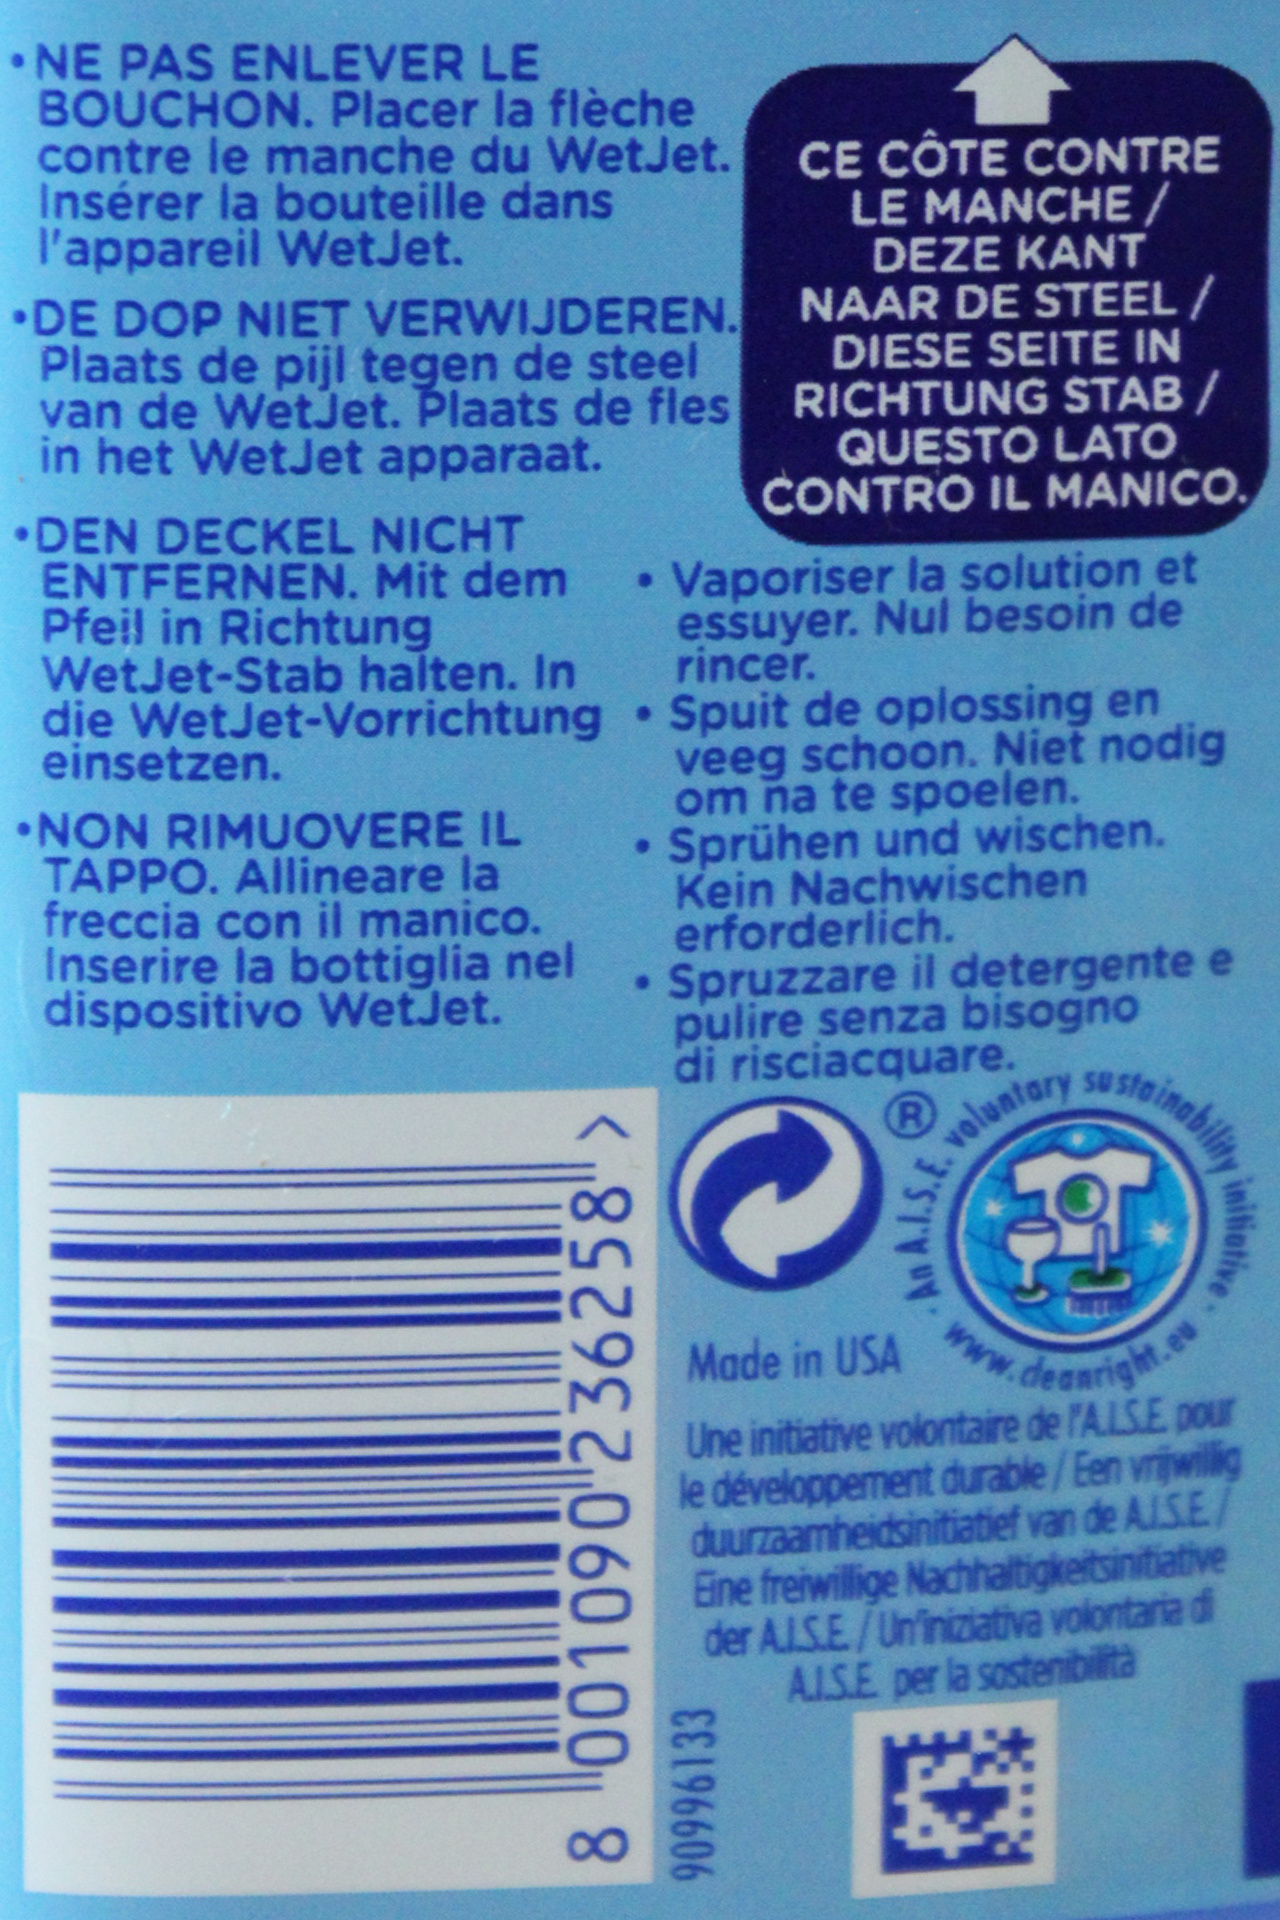 •NE PAS ENLEVER LE
BOUCHON. Placer la flèche
contre le manche du WetJet.
Insérer la bouteille dans
l'appareil WetJet.
•DE DOP NIET VERWIJDEREN.
Plaats de pijl tegen de steel
van de WetJet. Plaats de fles
in het WetJet apparaat.
•DEN DECKEL NICHT
ENTFERNEN. Mit dem
Pfeil in Richtung
WetJet-Stab halten. In
die WetJet-Vorrichtung
einsetzen.
•NON RIMUOVERE IL
TAPPO. Allineare la
freccia con il manico.
Inserire la bottiglia nel
dispositivo WetJet.
CE CÔTE CONTRE
LE MANCHE /
DEZE KANT
NAAR DE STEEL /
DIESE SEITE IN
RICHTUNG STAB /
QUESTO LATO
CONTRO IL MANICO.
• Vaporiser la solution et
essuyer. Nul besoin de
rincer.
• Spuit de oplossing en
veeg schoon. Niet nodig
om na te spoelen.
• Sprühen und wischen.
Kein Nachwischen
erforderlich.
• Spruzzare il detergente e
pulire senza bisogno
di risciacquare.
8 001090 236258 >
®
An A.I.S.E. voluntary sustainability initiative
www.cleanright.eu
Made in USA
Une initiative volontaire de l'A.I.S.E. pour
le développement durable / Een vrijwillig
duurzaamheidsinitiatief van de A.I.S.E /
Eine freiwillige Nachhaltigkeitsinitiative
der A.I.S.E. / Un'iniziativa volontaria di
A.I.S.E. per la sostenibilità
90996133